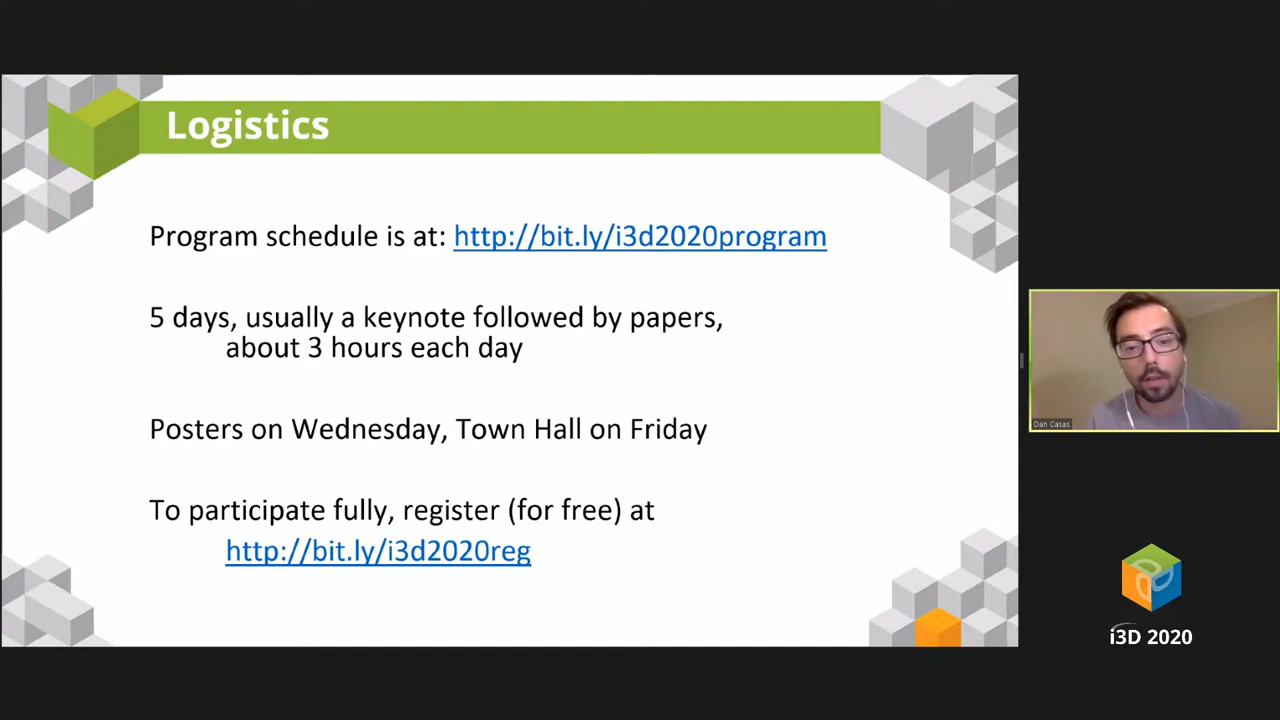 Logistics
Program schedule is at: http://bit.ly/i3d2020program
5 days, usually a keynote followed by papers,
about 3 hours each day
Posters on Wednesday, Town Hall on Friday
To participate fully, register (for free) at
http://bit.ly/i3d2020reg
Dan Casas
i3D 2020